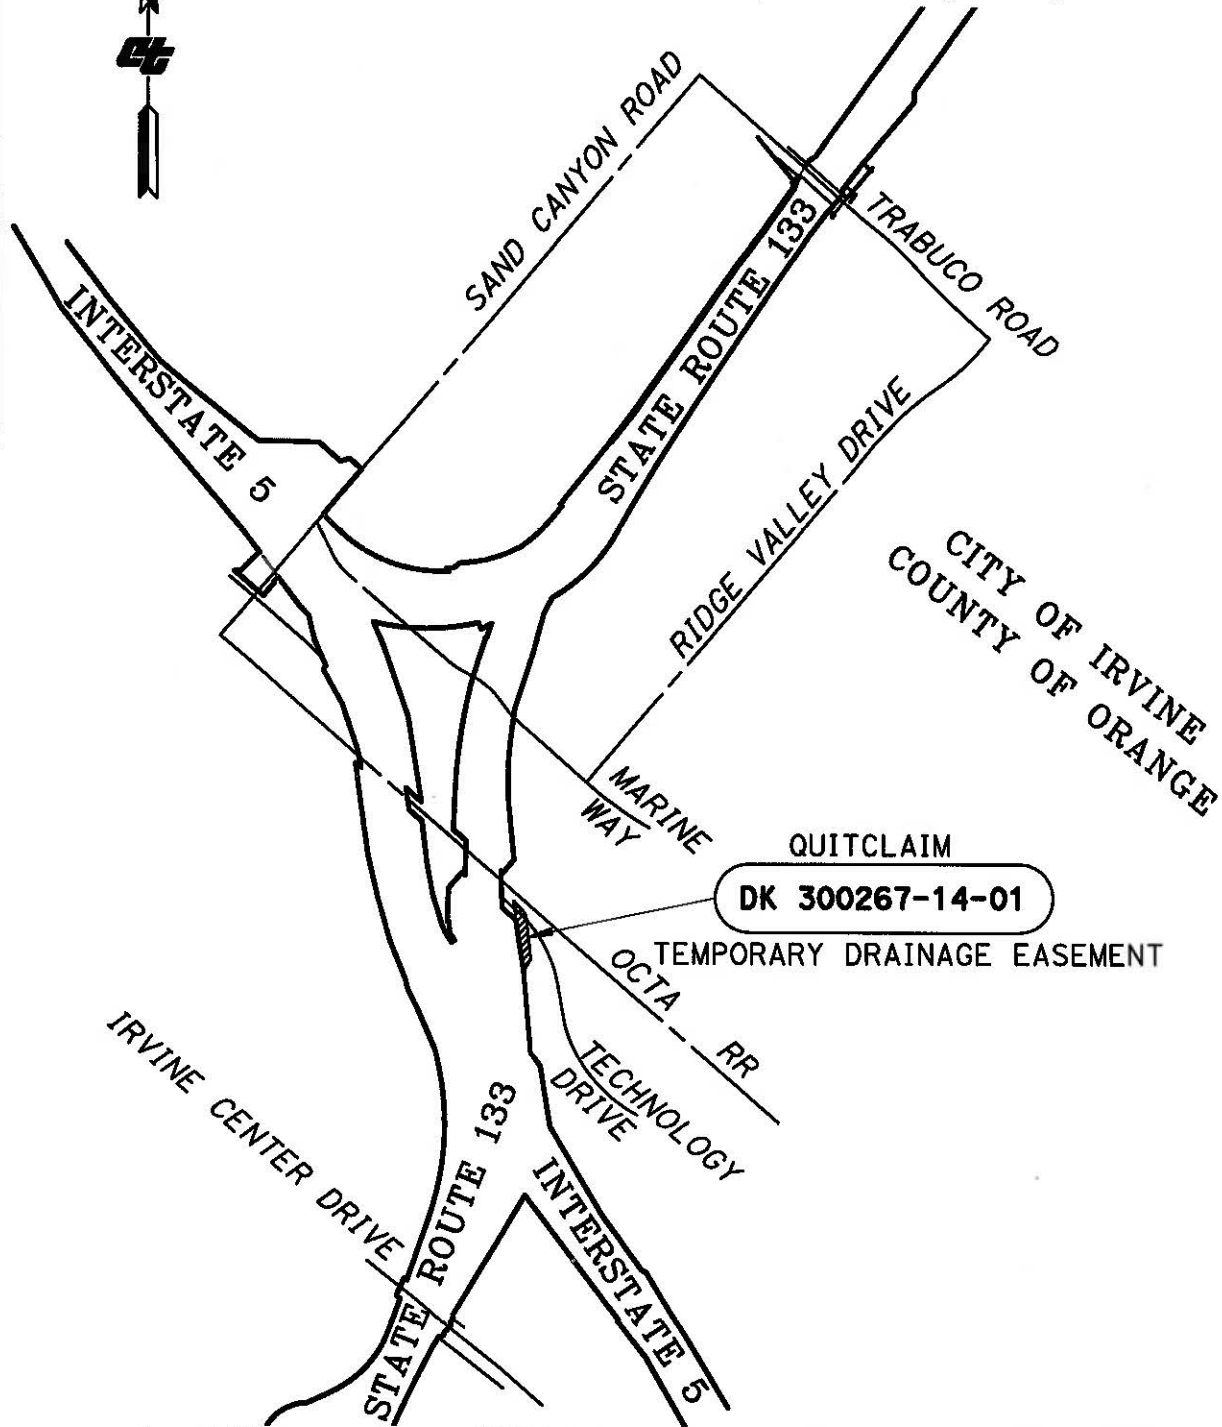 ct
SAND CANYON ROAD
TRABUCO ROAD
STATE ROUTE 133
INTERSTATE 5
RIDGE VALLEY DRIVE
CITY OF IRVINE
COUNTY OF ORANGE
MARINE
WAY
QUITCLAIM
DK 300267-14-01
TEMPORARY DRAINAGE EASEMENT
OCTA RR
TECHNOLOGY
DRIVE
IRVINE CENTER DRIVE
STATE ROUTE 133
INTERSTATE 5